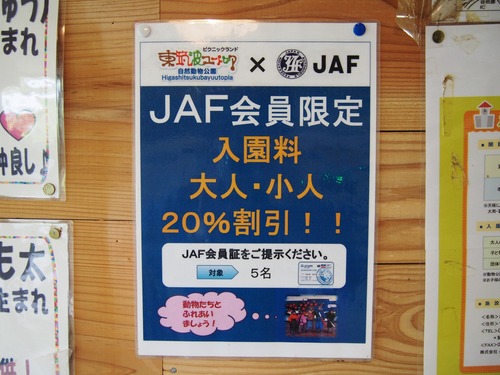 ピクニックランド
東筑波ユートピア
自然動物公園
Higashitsukubayuutopia
×
JAF
JAF会員限定
入園料
大人・小人
20%割引!!
JAF会員証をご提示ください。
対象
5名
動物たちと
ふれあい
ましょう!
ゆう
まれ
仲良し♪
も太
生まれ